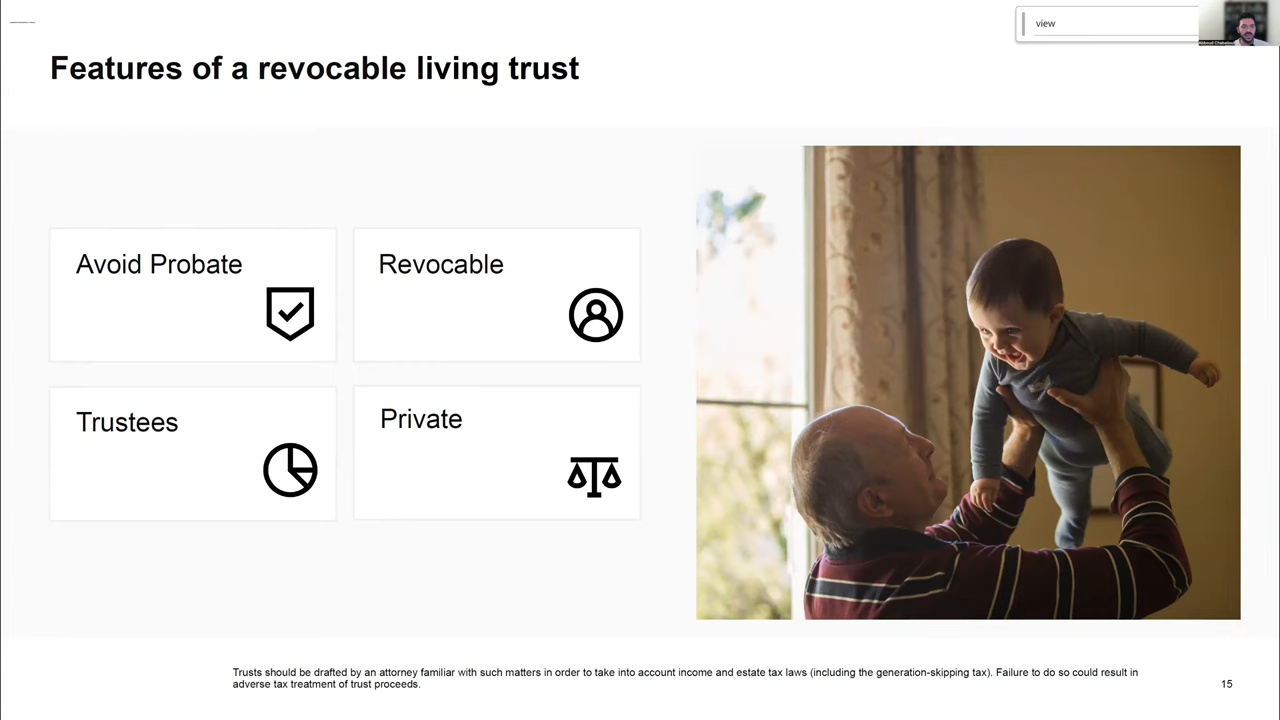 view
Features of a revocable living trust
Avoid Probate
Revocable
Trustees
Private
Trusts should be drafted by an attorney familiar with such matters in order to take into account income and estate tax laws (including the generation-skipping tax). Failure to do so could result in
adverse tax treatment of trust proceeds.
15